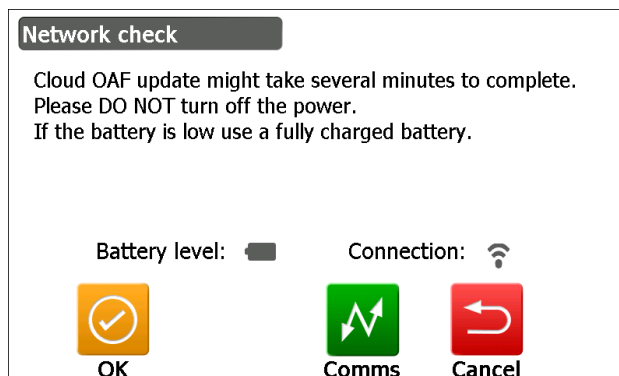 Network check
Cloud OAF update might take several minutes to complete.
Please DO NOT turn off the power.
If the battery is low use a fully charged battery.
Battery level: Connection:
OK Comms Cancel